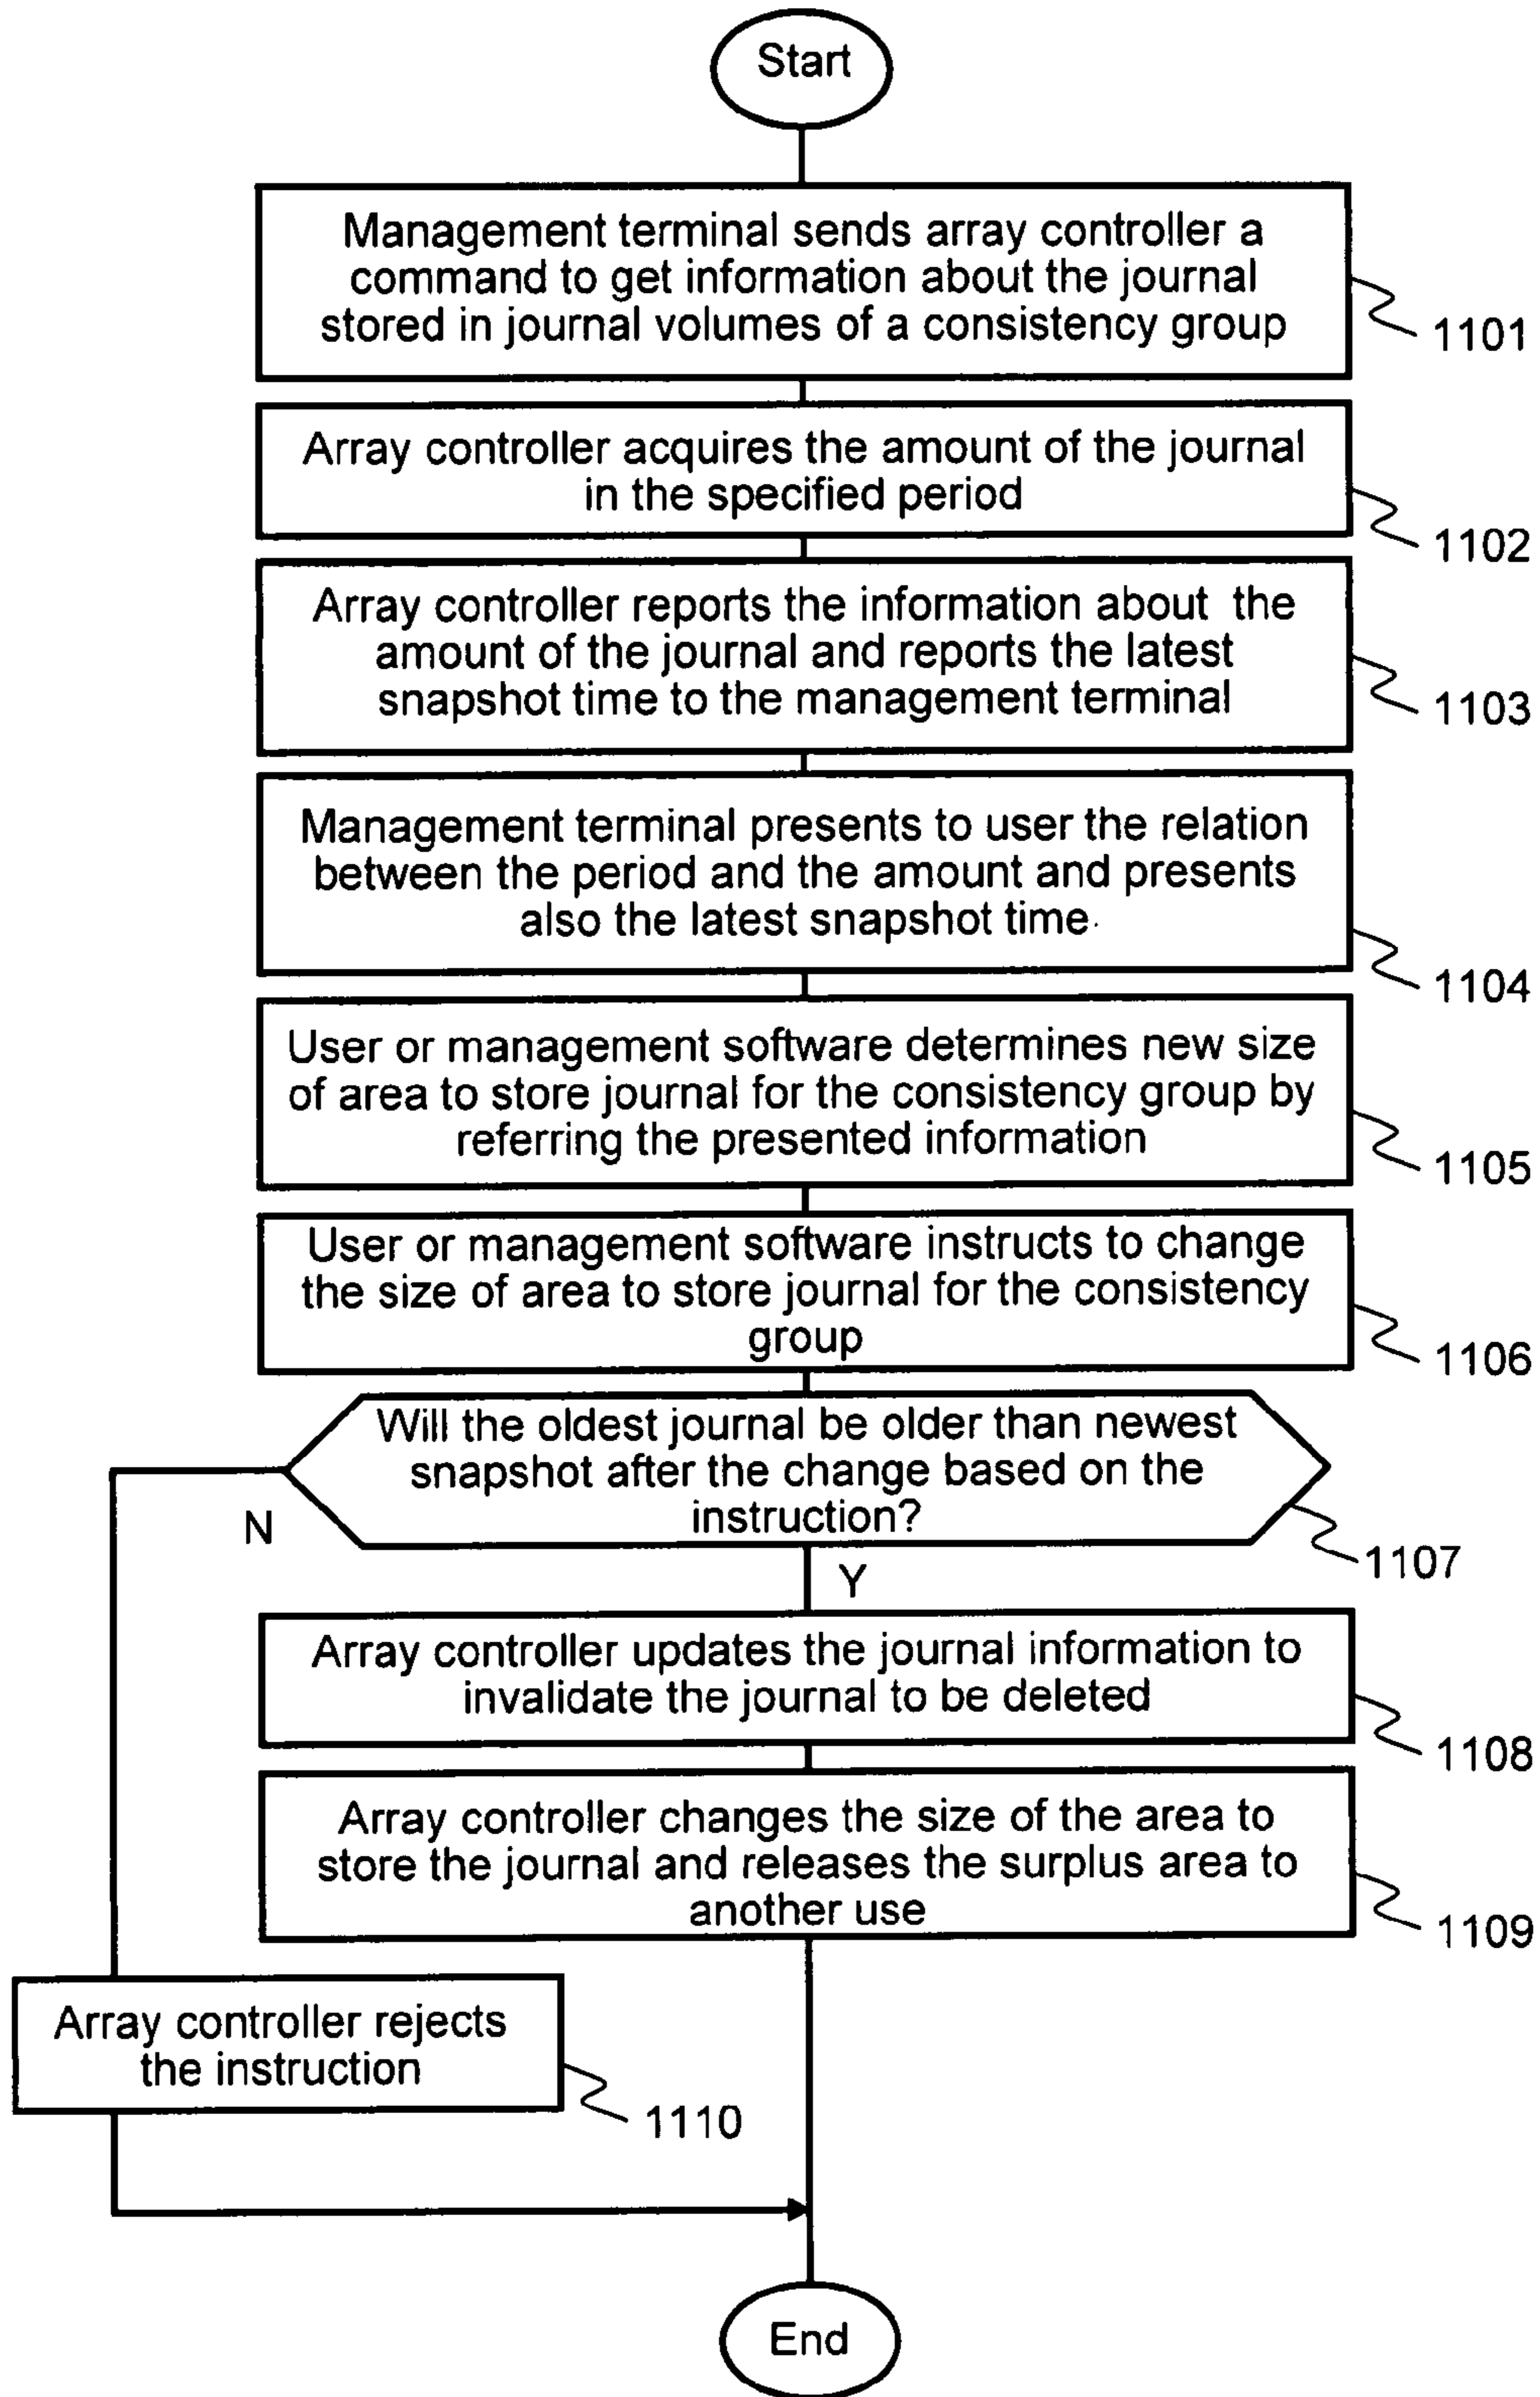 Start
Management terminal sends array controller a
command to get information about the journal
stored in journal volumes of a consistency group
1101
Array controller acquires the amount of the journal
in the specified period
1102
Array controller reports the information about the
amount of the journal and reports the latest
snapshot time to the management terminal
1103
Management terminal presents to user the relation
between the period and the amount and presents
also the latest snapshot time.
1104
User or management software determines new size
of area to store journal for the consistency group by
referring the presented information
1105
User or management software instructs to change
the size of area to store journal for the consistency
group
1106
Will the oldest journal be older than newest
snapshot after the change based on the
instruction?
N
1107
Y
Array controller updates the journal information to
invalidate the journal to be deleted
1108
Array controller changes the size of the area to
store the journal and releases the surplus area to
another use
1109
Array controller rejects
the instruction
1110
End